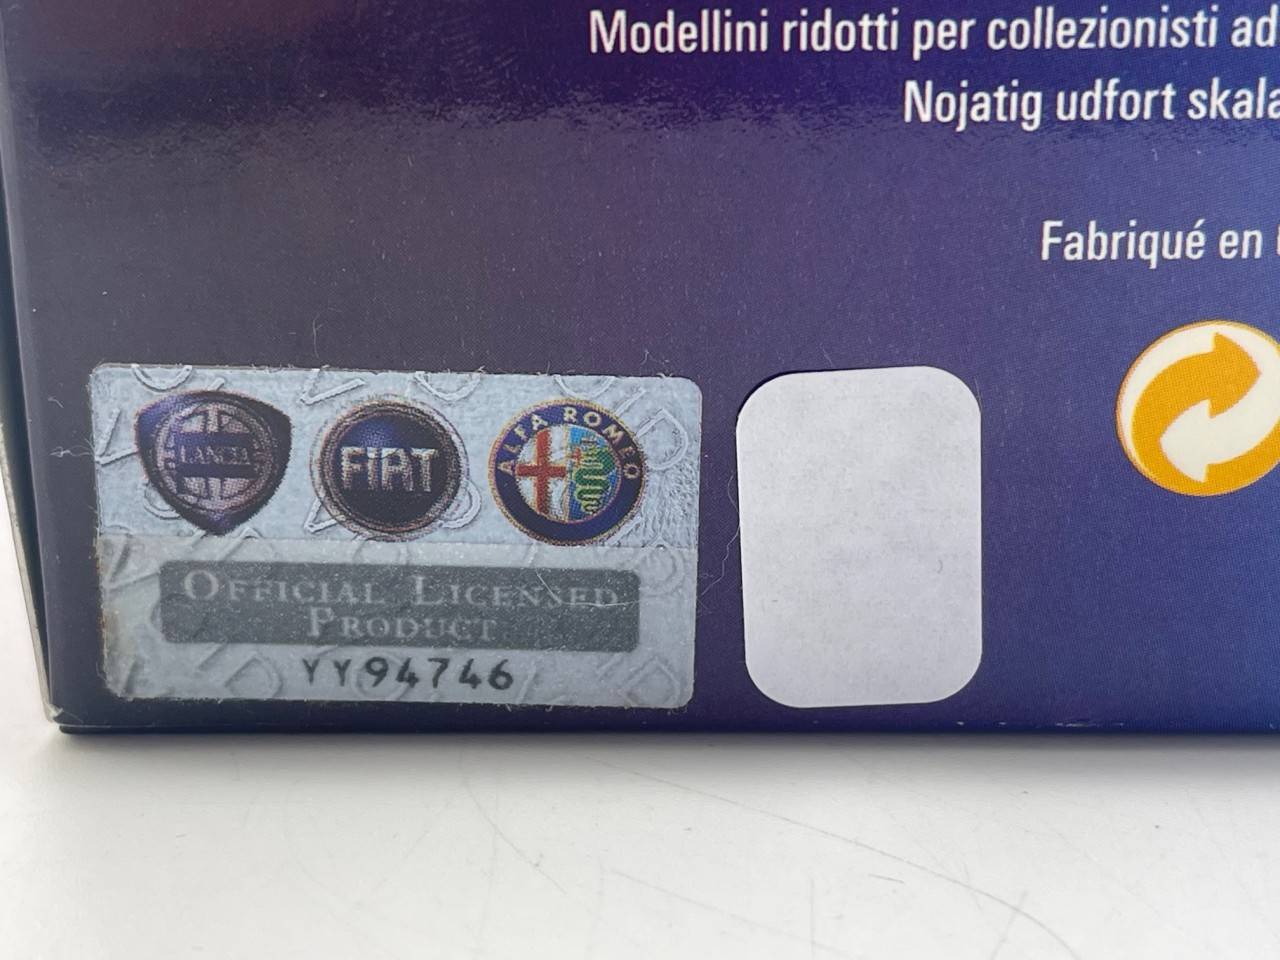 Modellini ridotti per collezionisti ad
Nojatig udfort skala
Fabriqué en
LANCIA
FIAT
ALFA ROMEO
OFFICIAL LICENSED
PRODUCT
YY94746